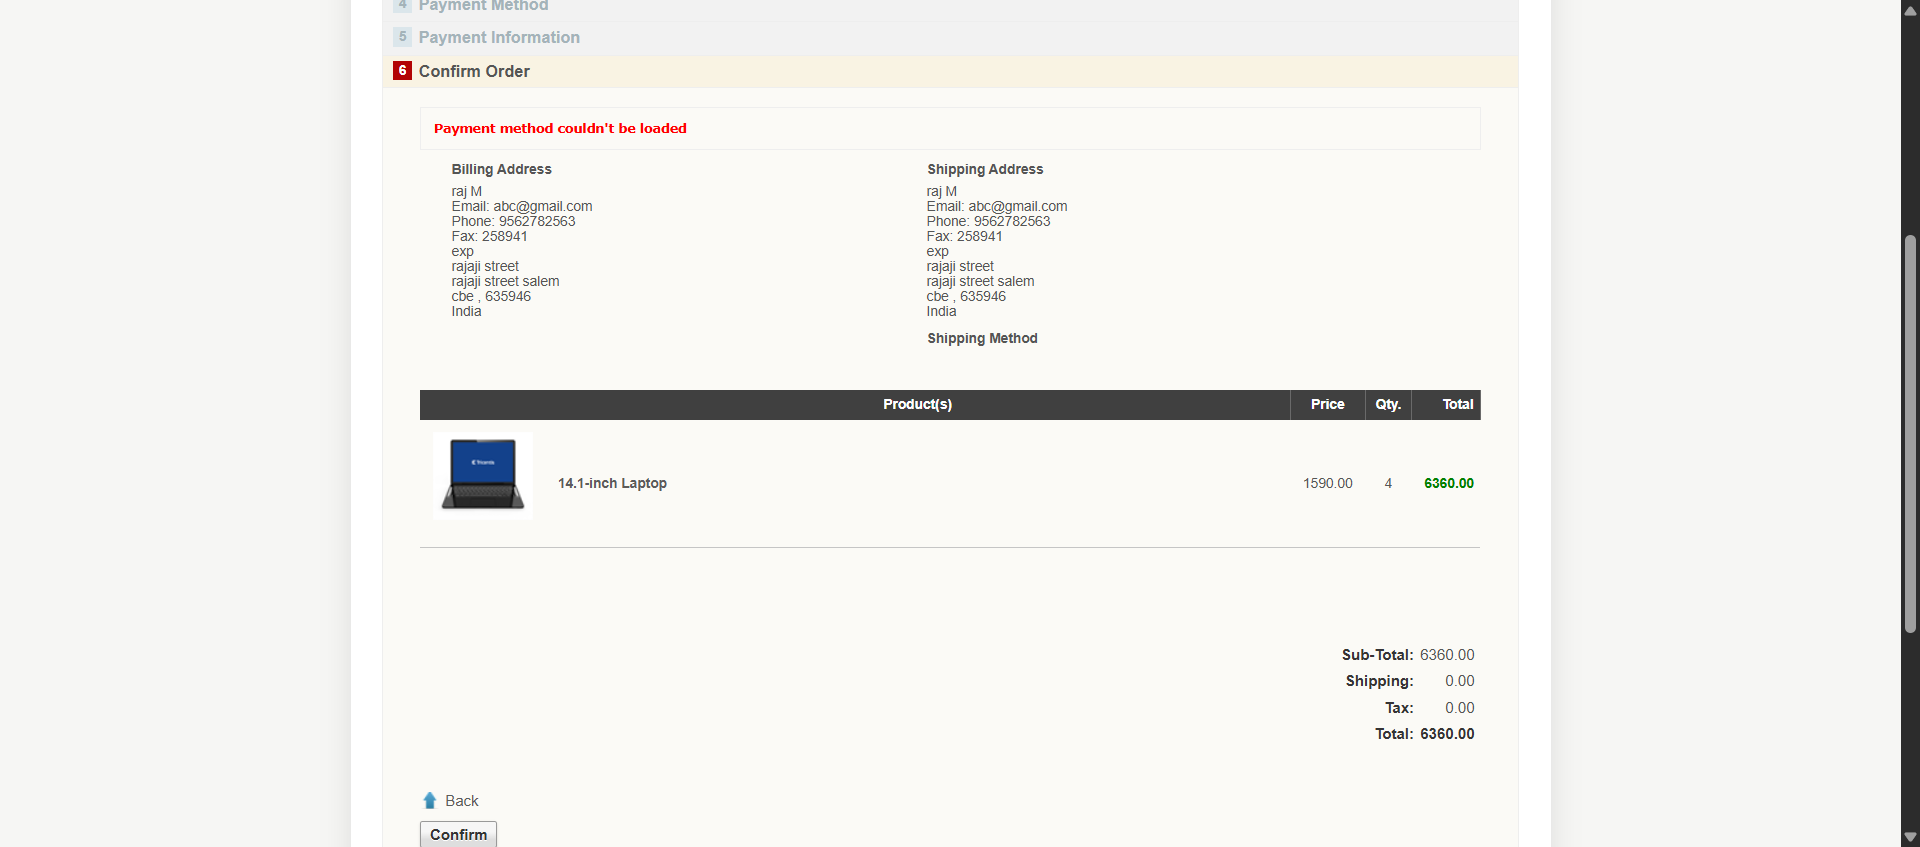 4 Payment Method
5 Payment Information
6 Confirm Order
Payment method couldn't be loaded
Billing Address
raj M
Email: abc@gmail.com
Phone: 9562782563
Fax: 258941
exp
rajaji street
rajaji street salem
cbe , 635946
India
Shipping Address
raj M
Email: abc@gmail.com
Phone: 9562782563
Fax: 258941
exp
rajaji street
rajaji street salem
cbe , 635946
India
Shipping Method
Product(s) Price Qty. Total
Tricentis
14.1-inch Laptop 1590.00 4 6360.00
Sub-Total: 6360.00
Shipping: 0.00
Tax: 0.00
Total: 6360.00
Back
Confirm